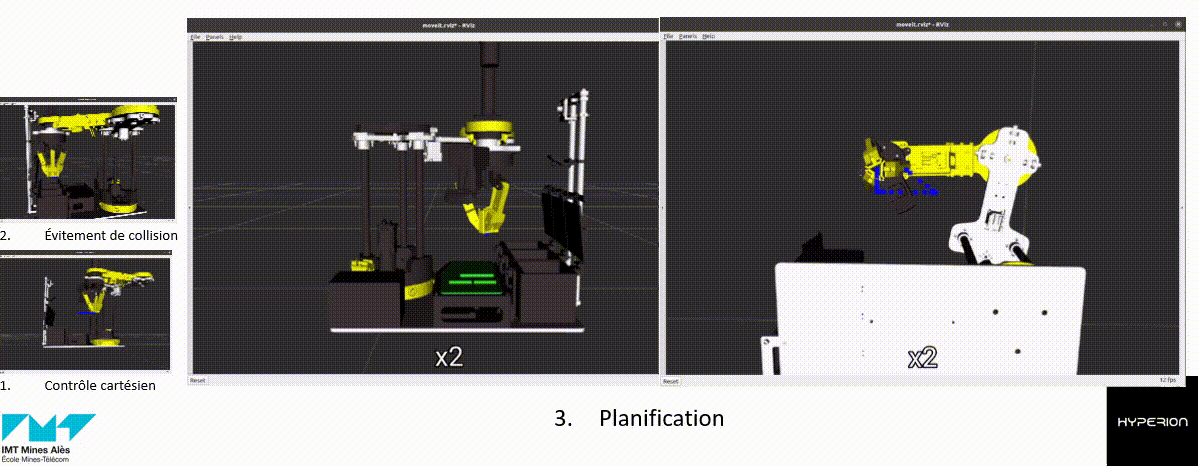 moveit.rviz* - RViz
File Panels Help
moveit.rviz* - RViz
File Panels Help
2. Évitement de collision
1. Contrôle cartésien
x2
x2
Reset
Reset
12 fps
3. Planification
IMT Mines Alès
École Mines-Télécom
HYPERION